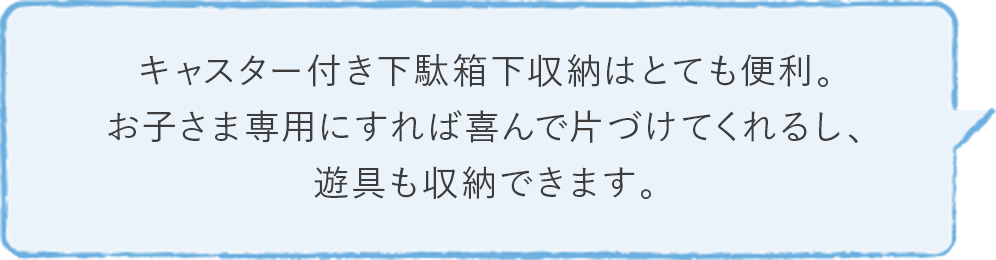 キャスター付き下駄箱下収納はとても便利。
お子さま専用にすれば喜んで片づけてくれるし、
遊具も収納できます。